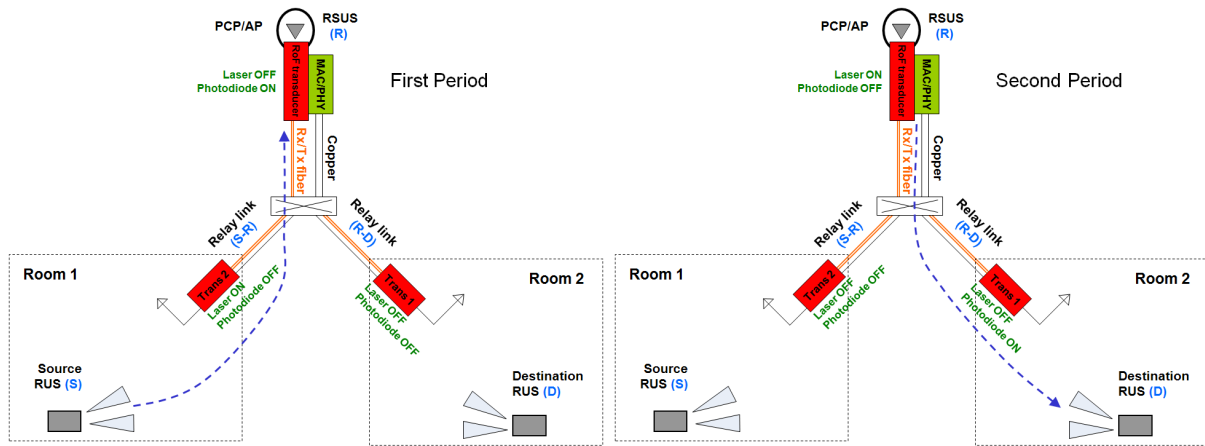 PCP/AP
RSUS
(R)
RoF transducer
MAC/PHY
Laser OFF
Photodiode ON
First Period
Rx/Tx fiber
Copper
Relay link
(S-R)
Relay link
(R-D)
Room 1
Trans 2
Laser ON
Photodiode OFF
Trans 1
Laser OFF
Photodiode OFF
Room 2
Source
RUS (S)
Destination
RUS (D)
PCP/AP
RSUS
(R)
RoF transducer
MAC/PHY
Laser ON
Photodiode OFF
Second Period
Rx/Tx fiber
Copper
Relay link
(S-R)
Relay link
(R-D)
Room 1
Trans 2
Laser OFF
Photodiode OFF
Trans 1
Laser OFF
Photodiode ON
Room 2
Source
RUS (S)
Destination
RUS (D)